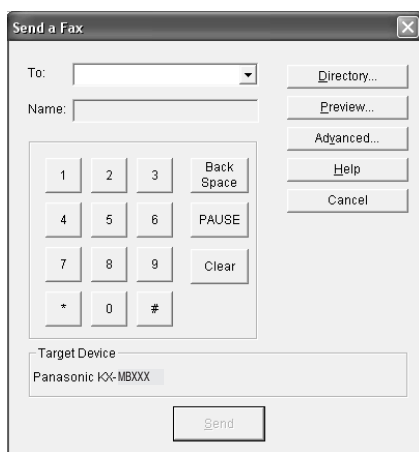 Send a Fax
To:
Directory...
Name:
Preview...
Advanced...
Help
Cancel
1 2 3 Back Space
4 5 6 PAUSE
7 8 9 Clear
* 0 #
Target Device
Panasonic KX-MBXXX
Send